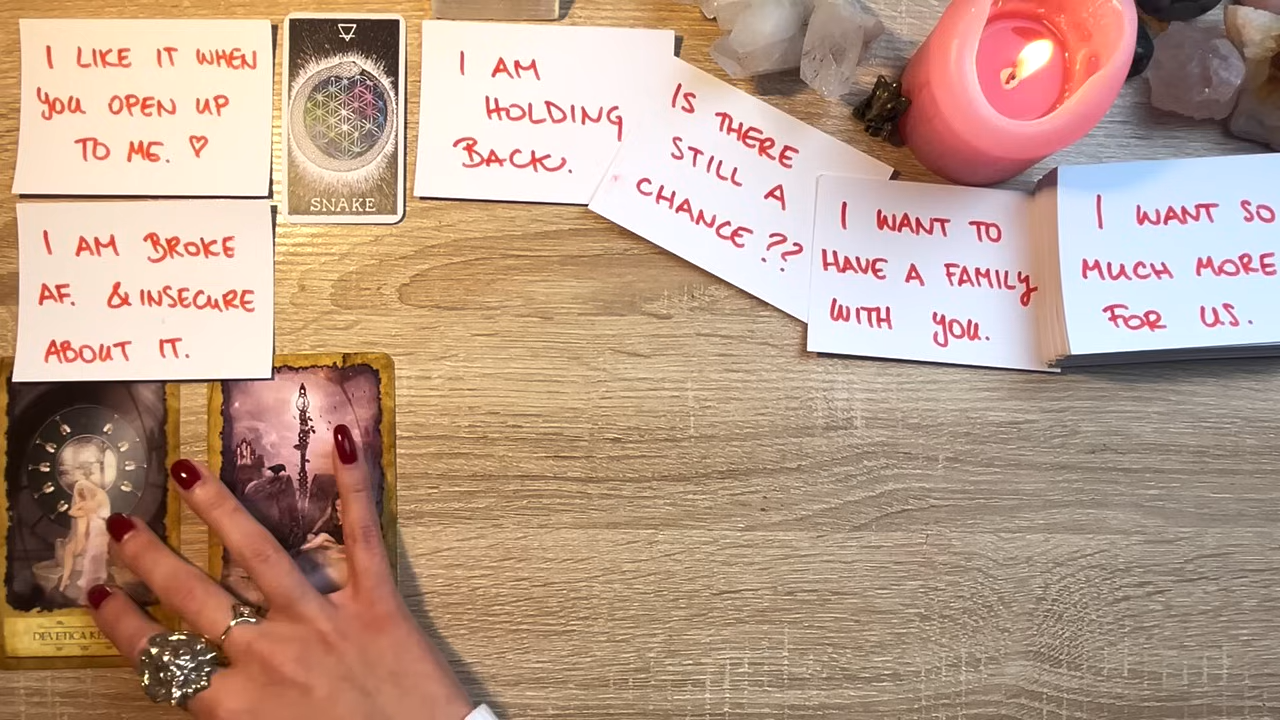 I LIKE IT WHEN
YOU OPEN UP
TO ME. ♡
SNAKE
I AM
HOLDING
BACK.
IS THERE
STILL A
CHANCE ??
I WANT TO
HAVE A FAMILY
WITH YOU.
I WANT SO
MUCH MORE
FOR US.
I AM BROKE
AF. & INSECURE
ABOUT IT.
DEVETICA